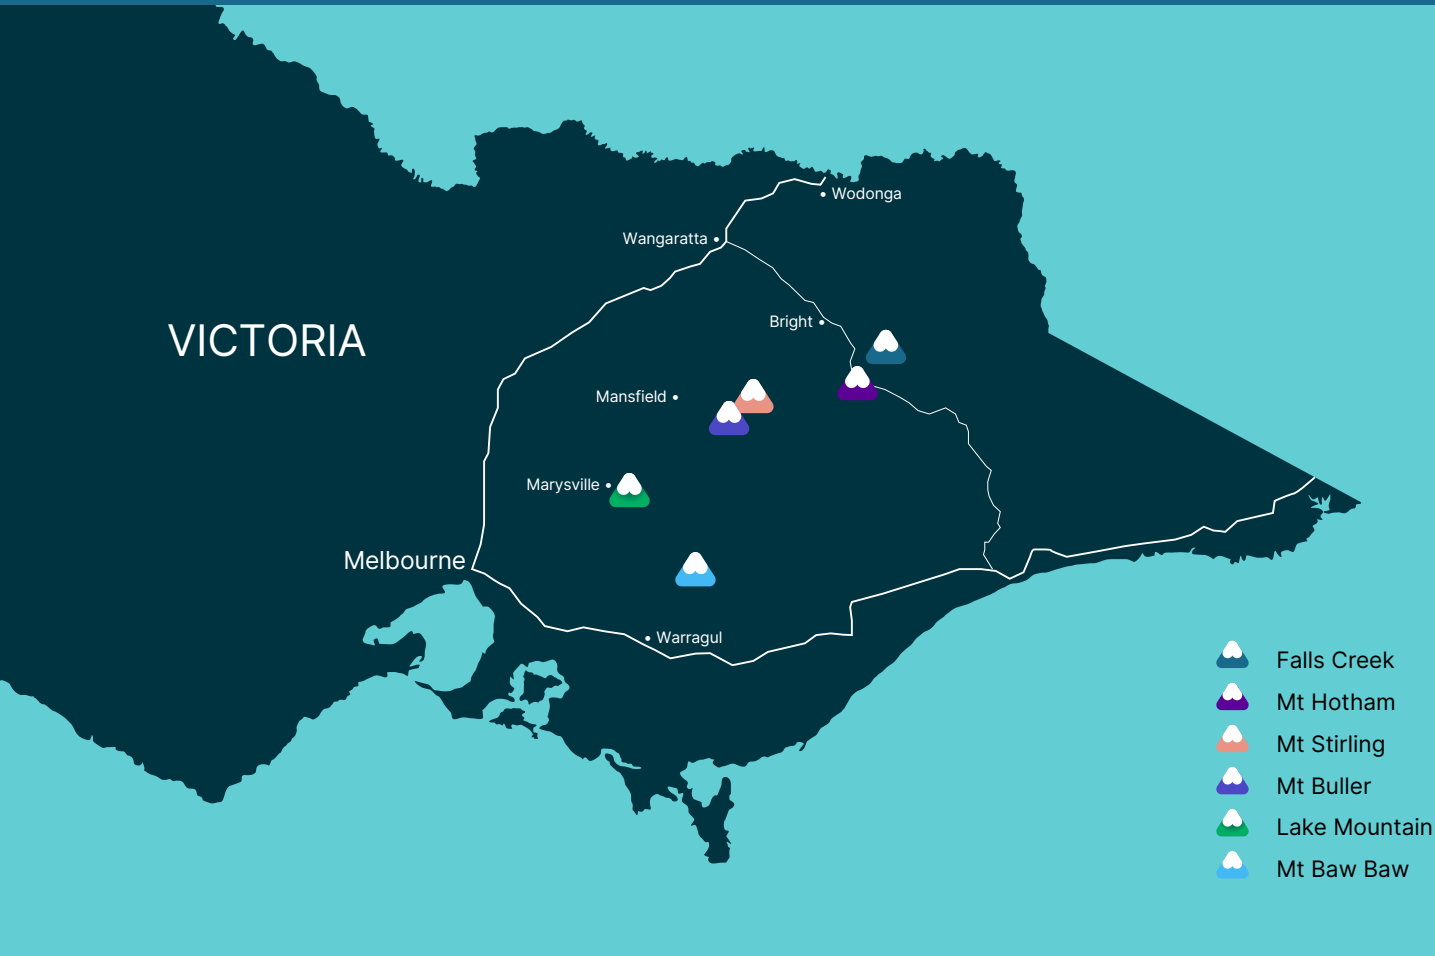 Wodonga
Wangaratta
Bright
VICTORIA
Mansfield
Marysville
Melbourne
Warragul
Falls Creek
Mt Hotham
Mt Stirling
Mt Buller
Lake Mountain
Mt Baw Baw